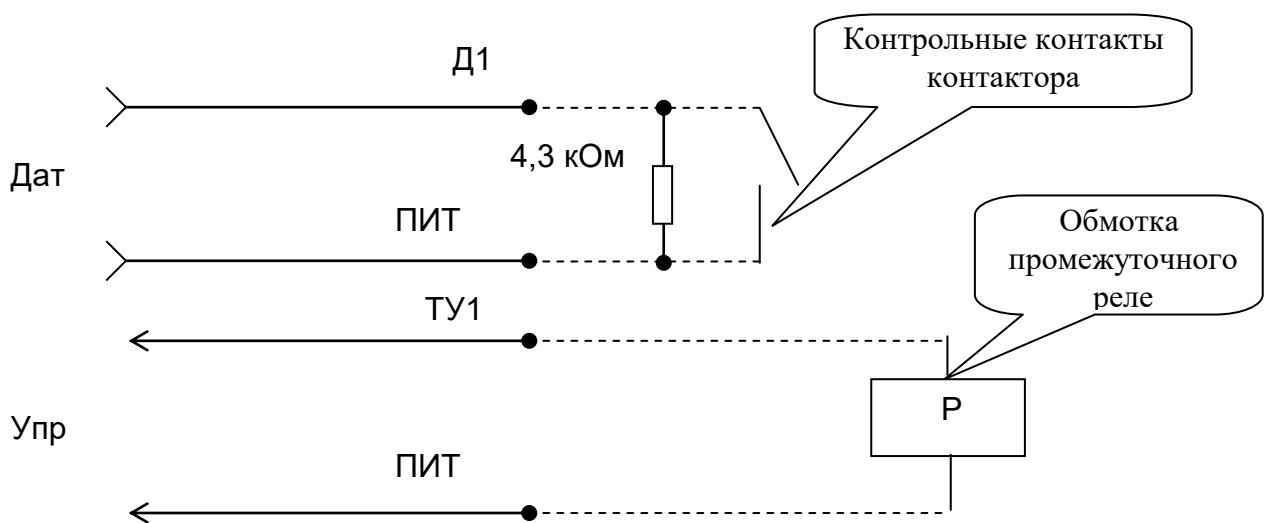 Контрольные контакты
контактора
Д1
4,3 кОм
Дат
ПИТ
Обмотка
промежуточного
реле
ТУ1
Р
Упр
ПИТ